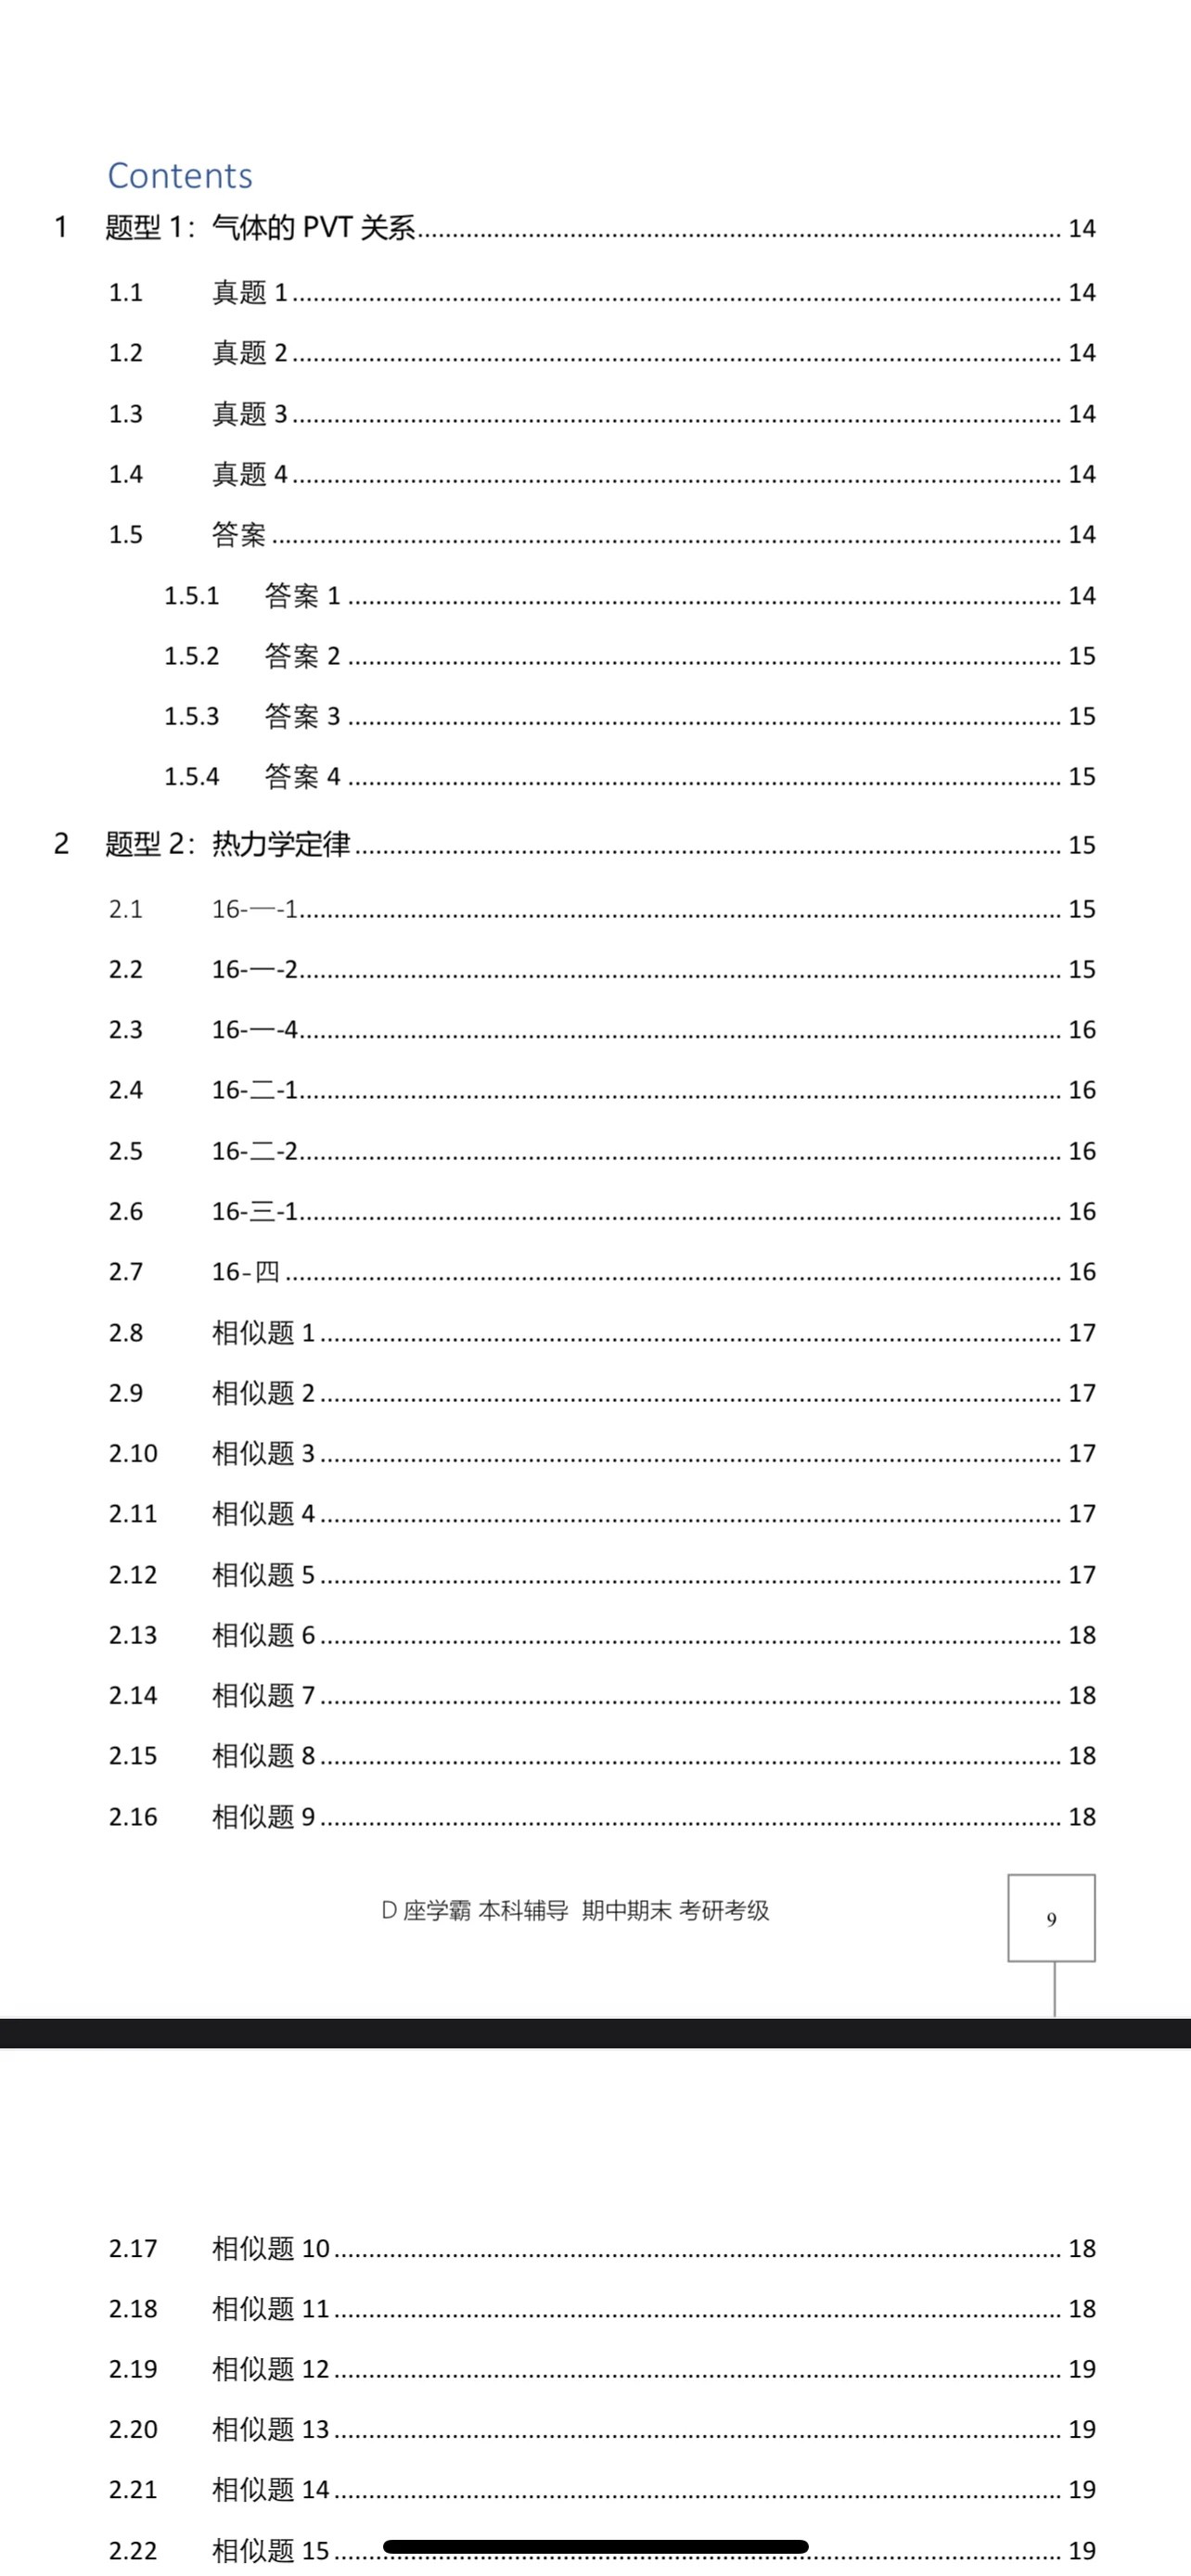 Contents
1 题型 1：气体的 PVT 关系 14
1.1 真题 1 14
1.2 真题 2 14
1.3 真题 3 14
1.4 真题 4 14
1.5 答案 14
1.5.1 答案 1 14
1.5.2 答案 2 15
1.5.3 答案 3 15
1.5.4 答案 4 15
2 题型 2：热力学定律 15
2.1 16-一-1 15
2.2 16-一-2 15
2.3 16-一-4 16
2.4 16-二-1 16
2.5 16-二-2 16
2.6 16-三-1 16
2.7 16-四 16
2.8 相似题 1 17
2.9 相似题 2 17
2.10 相似题 3 17
2.11 相似题 4 17
2.12 相似题 5 17
2.13 相似题 6 18
2.14 相似题 7 18
2.15 相似题 8 18
2.16 相似题 9 18
D 座学霸 本科辅导 期中期末 考研考级
9
2.17 相似题 10 18
2.18 相似题 11 18
2.19 相似题 12 19
2.20 相似题 13 19
2.21 相似题 14 19
2.22 相似题 15 19